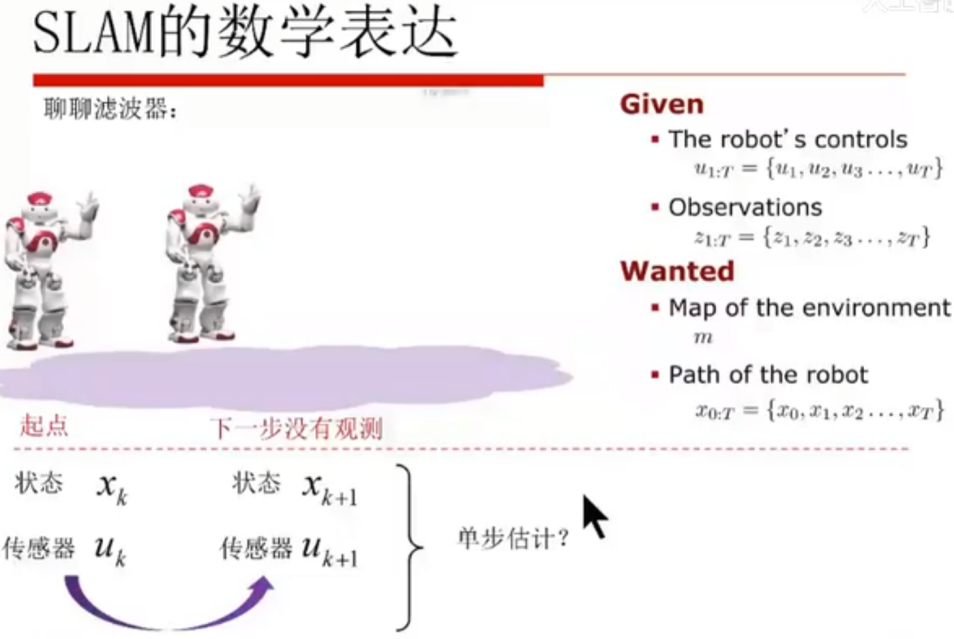 SLAM的数学表达
聊聊滤波器：
Given
▪ The robot's controls
u_{1:T} = {u_1, u_2, u_3 . . . , u_T}
▪ Observations
z_{1:T} = {z_1, z_2, z_3 . . . , z_T}
Wanted
▪ Map of the environment
m
▪ Path of the robot
x_{0:T} = {x_0, x_1, x_2 . . . , x_T}
起点 下一步没有观测
状态 x_k 状态 x_{k+1}
传感器 u_k 传感器 u_{k+1}
单步估计？